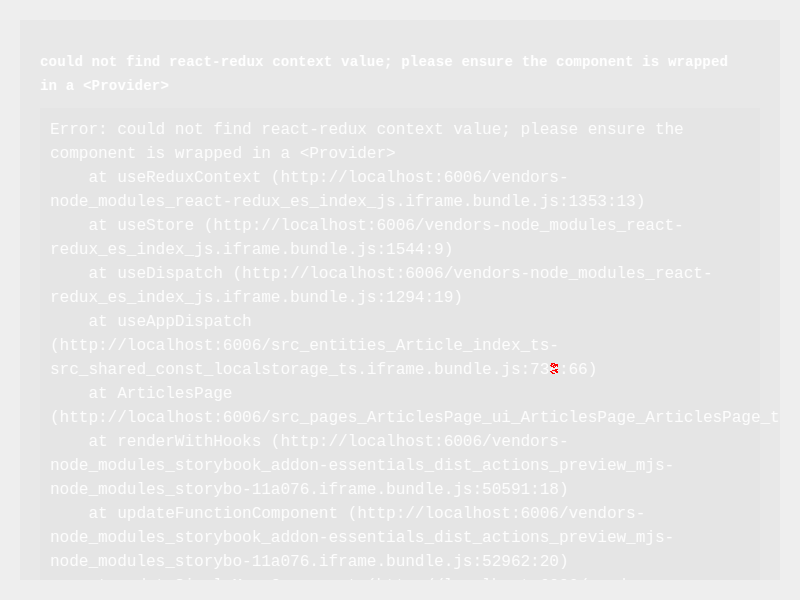 could not find react-redux context value; please ensure the component is wrapped
in a <Provider>
Error: could not find react-redux context value; please ensure the
component is wrapped in a <Provider>
at useReduxContext (http://localhost:6006/vendors-
node_modules_react-redux_es_index_js.iframe.bundle.js:1353:13)
at useStore (http://localhost:6006/vendors-node_modules_react-
redux_es_index_js.iframe.bundle.js:1544:9)
at useDispatch (http://localhost:6006/vendors-node_modules_react-
redux_es_index_js.iframe.bundle.js:1294:19)
at useAppDispatch
(http://localhost:6006/src_entities_Article_index_ts-
src_shared_const_localstorage_ts.iframe.bundle.js:73
:66)
at ArticlesPage
(http://localhost:6006/src_pages_ArticlesPage_ui_ArticlesPage_ArticlesPage_t
at renderWithHooks (http://localhost:6006/vendors-
node_modules_storybook_addon-essentials_dist_actions_preview_mjs-
node_modules_storybo-11a076.iframe.bundle.js:50591:18)
at updateFunctionComponent (http://localhost:6006/vendors-
node_modules_storybook_addon-essentials_dist_actions_preview_mjs-
node_modules_storybo-11a076.iframe.bundle.js:52962:20)